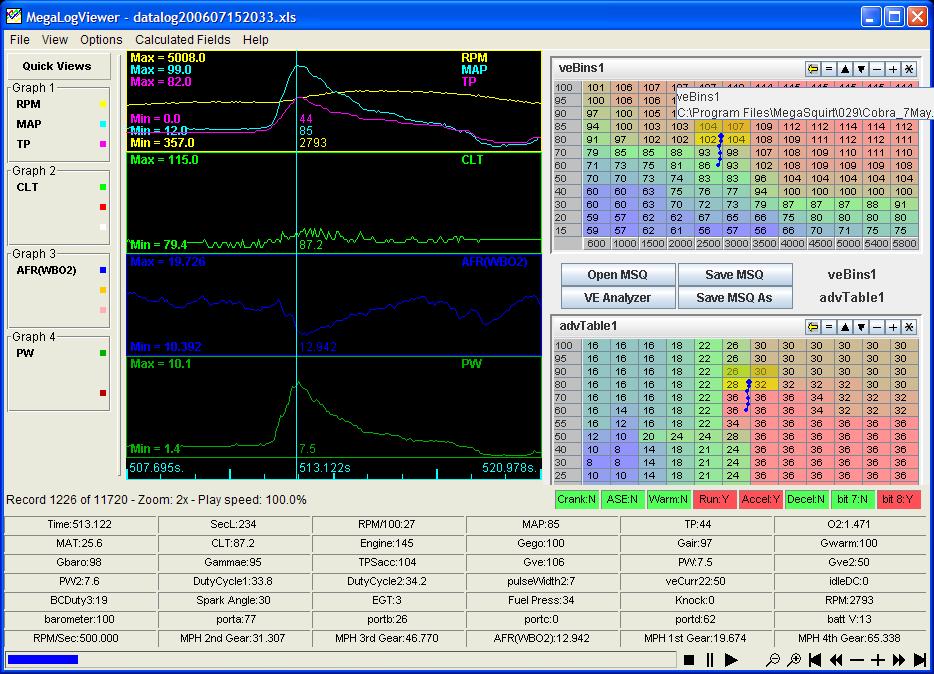 MegaLogViewer - datalog200607152033.xls
File View Options Calculated Fields Help
Quick Views
Graph 1
RPM
MAP
TP
Graph 2
CLT
Graph 3
AFR(WBO2)
Graph 4
PW
Max = 5008.0 RPM
Max = 99.0 MAP
Max = 82.0 TP
Min = 0.0 44
Min = 12.0 85
Min = 357.0 2793
Max = 115.0 CLT
Min = 79.4 87.2
Max = 19.726 AFR(WBO2)
Min = 10.392 12.942
Max = 10.1 PW
Min = 1.4 7.5
507.695s. 513.122s 520.978s.
veBins1
= − + *
100 101 106 107
95 100 106 106
90 97 100 105
veBins1
C:\Program Files\MegaSquirt\029\Cobra_7May.
85 94 100 103 103 104 107 109 112 112 114 114 114
80 91 97 102 102 102 104 108 109 111 112 112 111
70 79 85 85 88 93 98 107 108 109 111 111 110
60 71 73 75 81 86 108 109 109 110 108
50 70 70 73 74 83 83 96 104 104 104 104 103
40 60 60 63 75 76 77 94 100 100 100 100 100
30 60 60 63 70 72 73 79 87 87 87 88 91
20 59 57 62 62 67 66 75 80 80 80 80
15 59 57 62 61 57 66 67 70 71 75 75
600 1000 1500 2000 2500 3000 3500 4000 4500 5000 5400 5800
Open MSQ Save MSQ veBins1
VE Analyzer Save MSQ As advTable1
advTable1
= − + *
100 16 16 16 18 22 26 30 30 30 30 30 30
95 16 16 16 18 22 26 30 30 30 30 30 30
90 16 16 16 18 22 26 30 30 30 30 30 30
80 16 16 16 18 22 28 32 32 32 32 30 30
70 16 16 16 18 22 36 36 36 34 32 32 32
60 16 14 16 18 22 36 36 36 36 34 34 34
55 16 12 16 18 22 34 36 36 36 36 36 36
50 12 10 20 24 24 28 36 36 36 36 36 36
40 10 8 14 18 21 24 36 36 36 36 36 36
30 8 8 14 18 21 24 36 36 36 36 36 36
25 10 10 14 18 21 24 36 36 36 36 36 36
Record 1226 of 11720 - Zoom: 2x - Play speed: 100.0%
Crank:N ASE:N Warm:N Run:Y Accel:Y Decel:N bit 7:N bit 8:Y
Time:513.122 SecL:234 RPM/100:27 MAP:85 TP:44 O2:1.471
MAT:25.6 CLT:87.2 Engine:145 Gego:100 Gair:97 Gwarm:100
Gbaro:98 Gammae:95 TPSacc:104 Gve:106 PW:7.5 Gve2:50
PW2:7.6 DutyCycle1:33.8 DutyCycle2:34.2 pulseWidth2:7 veCurr22:50 idleDC:0
BCDuty3:19 Spark Angle:30 EGT:3 Fuel Press:34 Knock:0 RPM:2793
barometer:100 porta:77 portb:26 portc:0 portd:62 batt V:13
RPM/Sec:500.000 MPH 2nd Gear:31.307 MPH 3rd Gear:46.770 AFR(WBO2):12.942 MPH 1st Gear:19.674 MPH 4th Gear:65.338